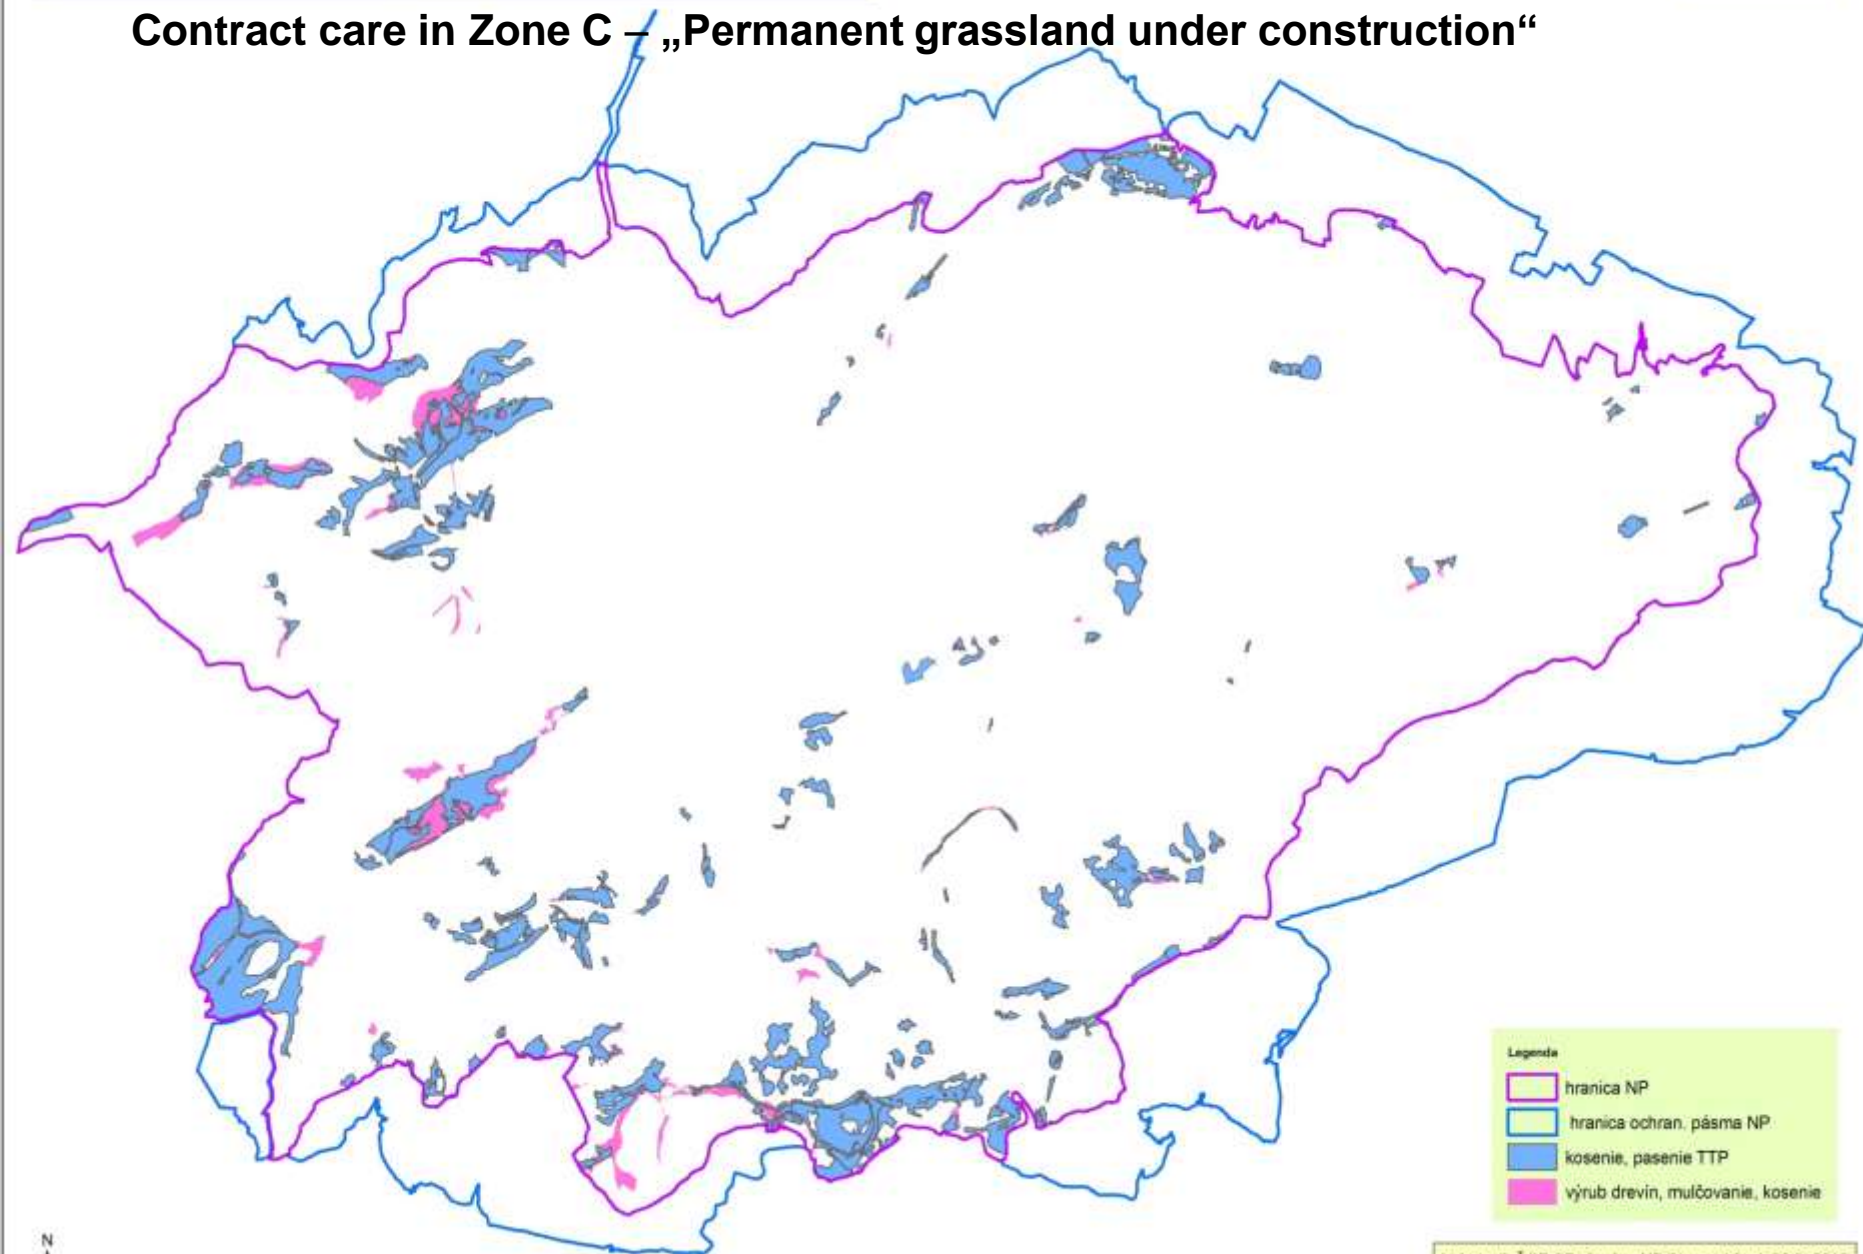 Contract care in Zone C – „Permanent grassland under construction“
Legenda
hranica NP
hranica ochran. pásma NP
kosenie, pasenie TTP
výrub drevín, mulčovanie, kosenie
N